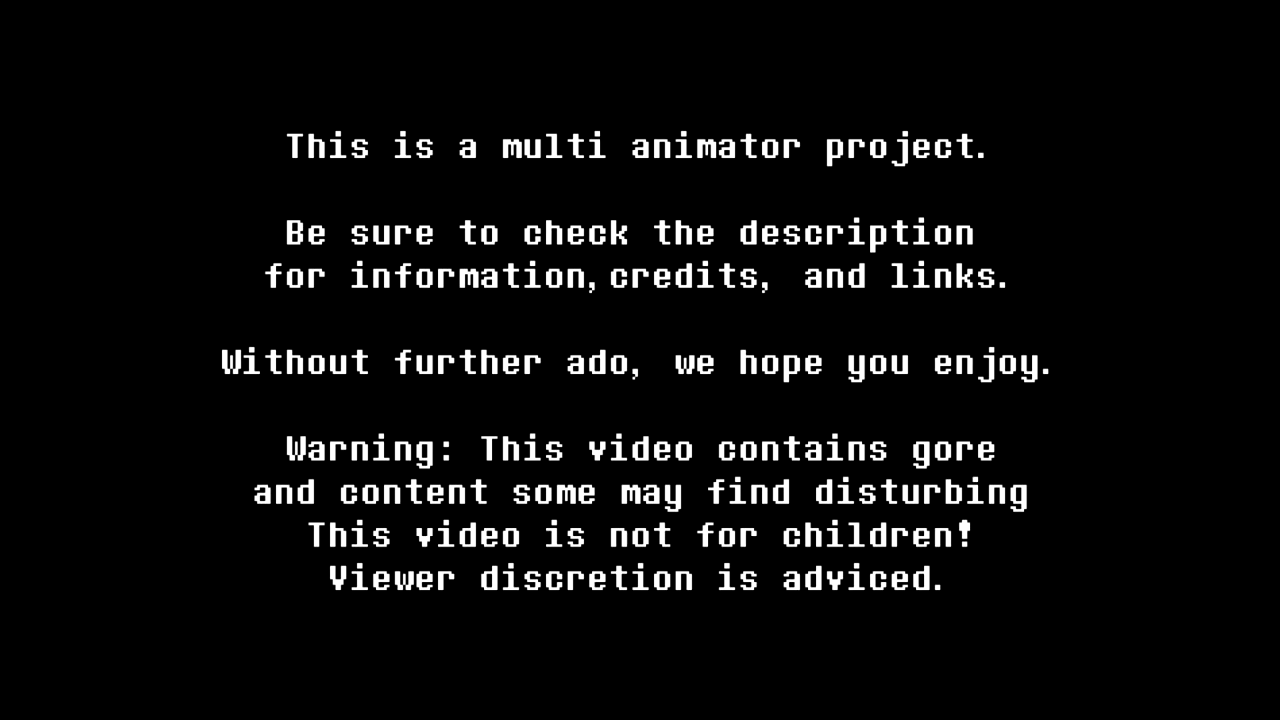 This is a multi animator project.
Be sure to check the description
for information, credits, and links.
Without further ado, we hope you enjoy.
Warning: This video contains gore
and content some may find disturbing
This video is not for children!
Viewer discretion is adviced.